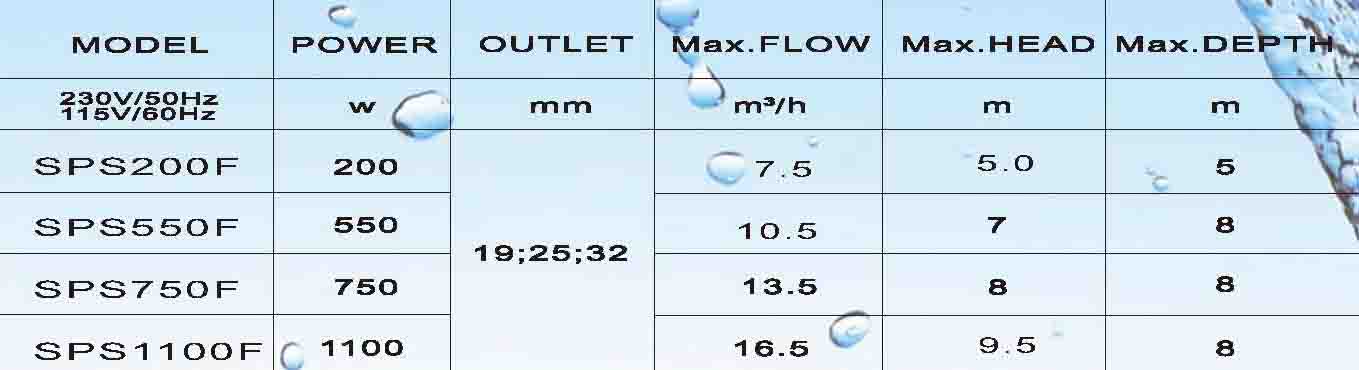 MODEL POWER OUTLET Max.FLOW Max.HEAD Max.DEPTH
230V/50Hz
115V/60Hz w mm m³/h m m
SPS200F 200 7.5 5.0 5
SPS550F 550 10.5 7 8
19;25;32
SPS750F 750 13.5 8 8
SPS1100F 1100 16.5 9.5 8